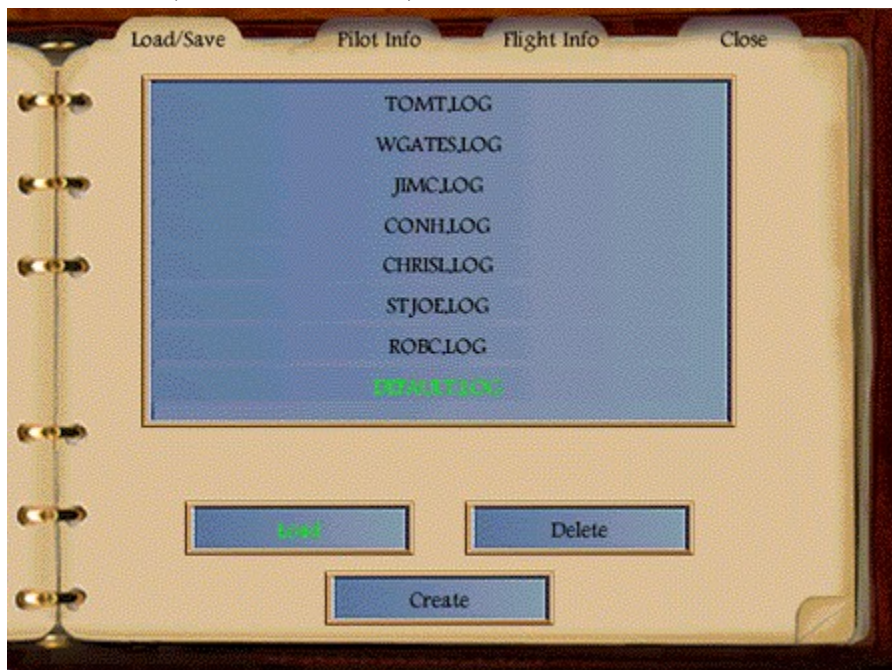 Load/Save Pilot Info Flight Info Close
TOMT.LOG
WGATES.LOG
JIMC.LOG
CONH.LOG
CHRISL.LOG
STJOE.LOG
ROBC.LOG
DEFAULT.LOG
Load Delete
Create